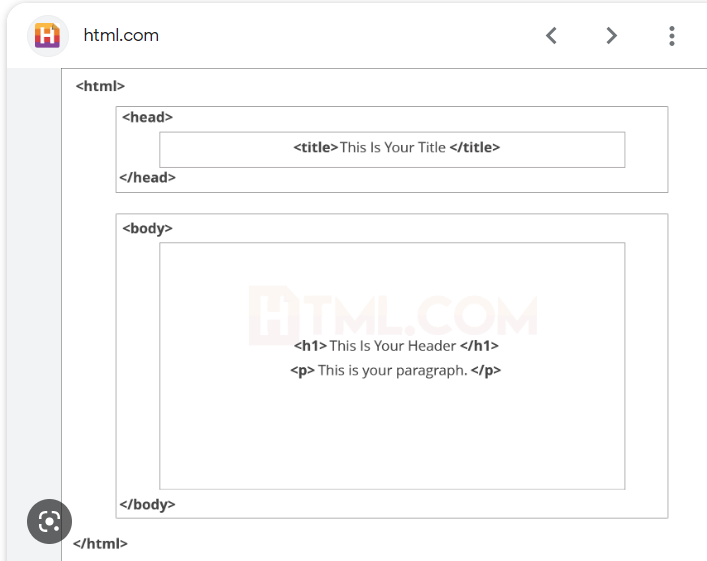 html.com
<html>
<head>
<title>This Is Your Title </title>
</head>
<body>
HTML.COM
<h1>This Is Your Header </h1>
<p> This is your paragraph. </p>
</body>
</html>